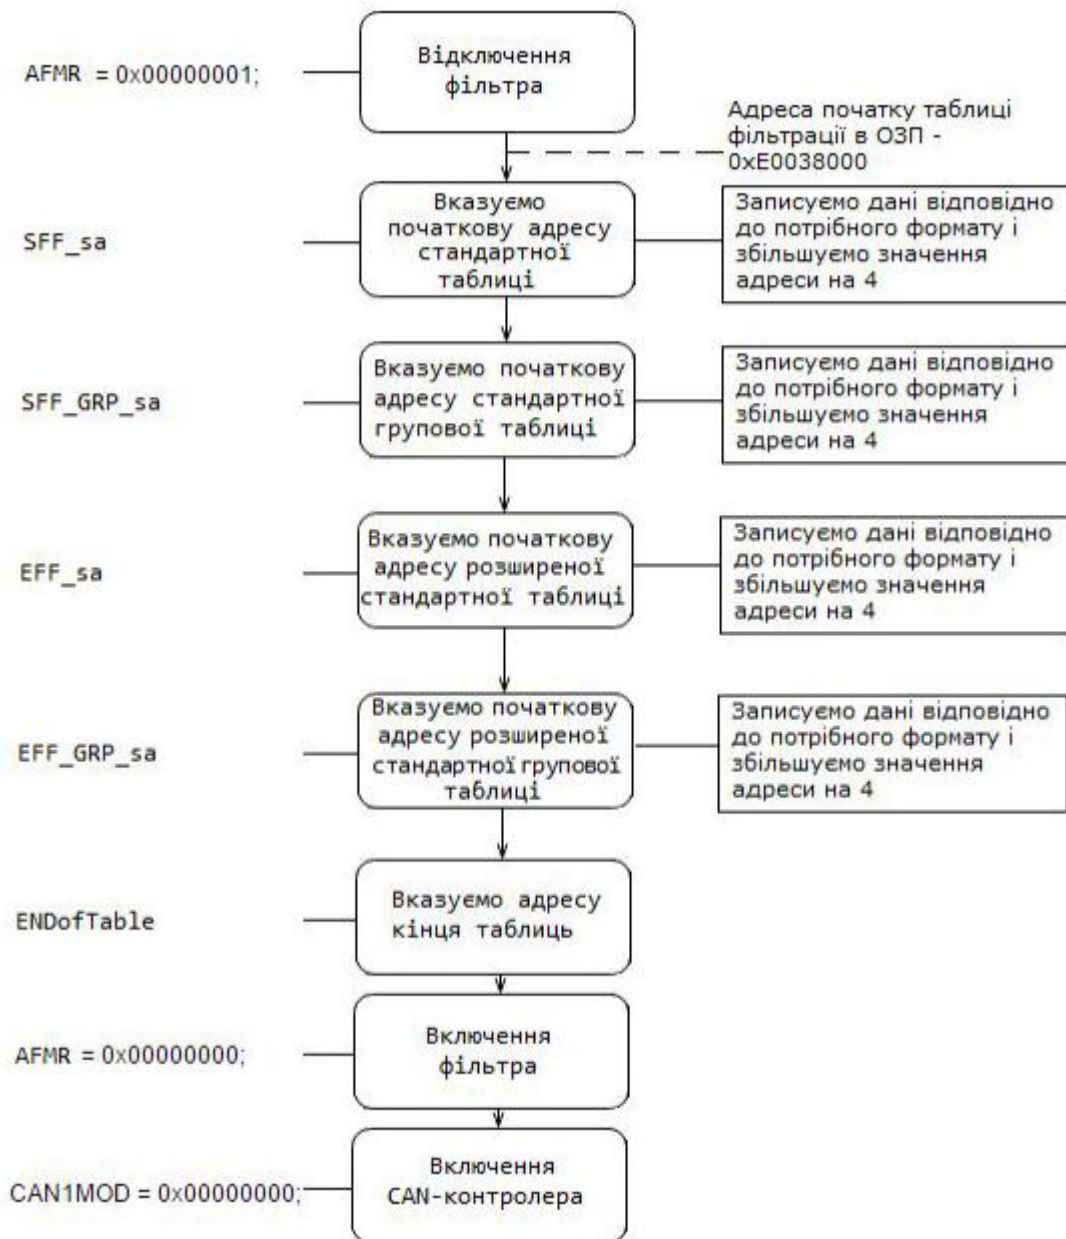 AFMR = 0x00000001;
Відключення
фільтра
Адреса початку таблиці
фільтрації в ОЗП -
0xE0038000
SFF_sa
Вказуємо
початкову адресу
стандартної
таблиці
Записуємо дані відповідно
до потрібного формату і
збільшуємо значення
адреси на 4
SFF_GRP_sa
Вказуємо початкову
адресу стандартної
групової таблиці
Записуємо дані відповідно
до потрібного формату і
збільшуємо значення
адреси на 4
EFF_sa
Вказуємо початкову
адресу розширеної
стандартної таблиці
Записуємо дані відповідно
до потрібного формату і
збільшуємо значення
адреси на 4
EFF_GRP_sa
Вказуємо початкову
адресу розширеної
стандартної групової
таблиці
Записуємо дані відповідно
до потрібного формату і
збільшуємо значення
адреси на 4
ENDofTable
Вказуємо адресу
кінця таблиць
AFMR = 0x00000000;
Включення
фільтра
CAN1MOD = 0x00000000;
Включення
CAN-контролера